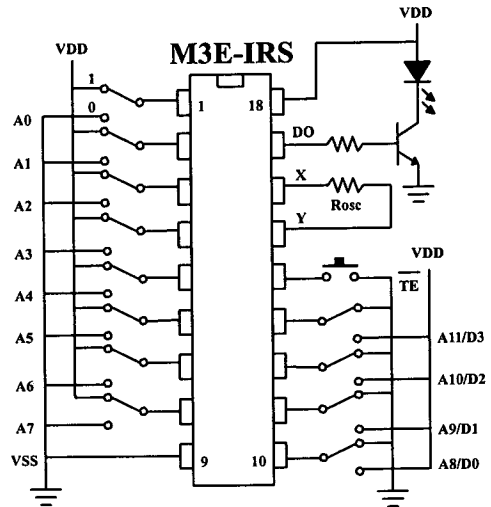 VDD
VDD
M3E-IRS
1
0
1
18
A0
DO
A1
X
A2
Rosc
Y
A3
VDD
TE
A4
A5
A11/D3
A6
A10/D2
A7
A9/D1
VSS
9
10
A8/D0